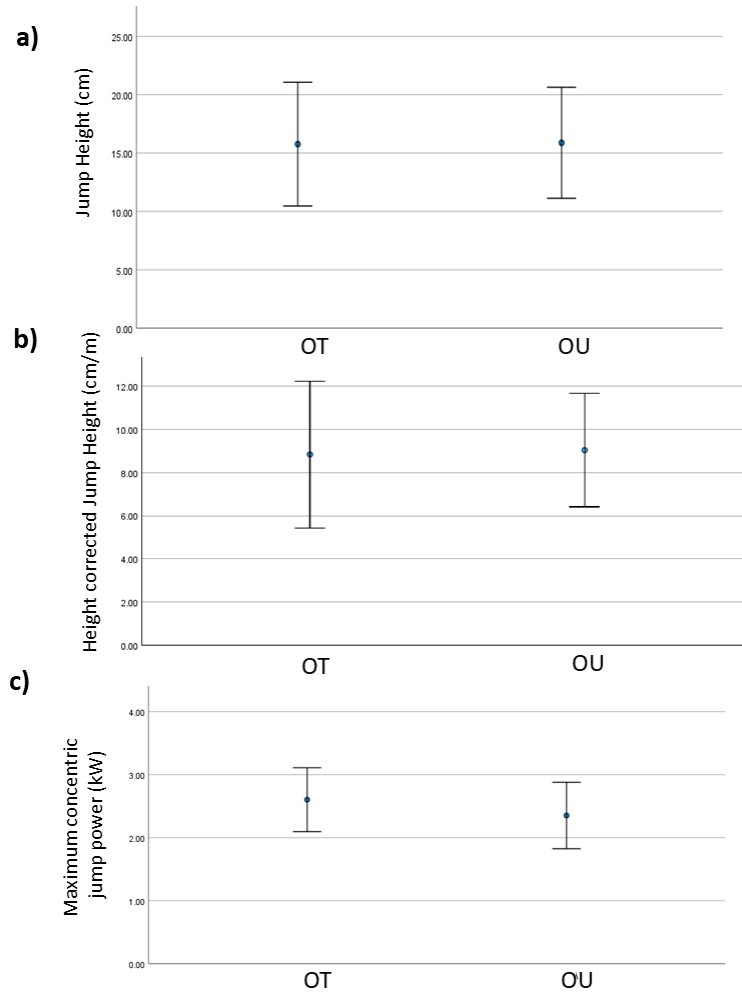 a)
Jump Height (cm)
25.00
20.00
15.00
10.00
5.00
0.00
OT OU
b)
Height corrected Jump Height (cm/m)
12.00
10.00
8.00
6.00
4.00
2.00
0.00
OT OU
c)
Maximum concentric
jump power (kW)
4.00
3.00
2.00
1.00
0.00
OT OU